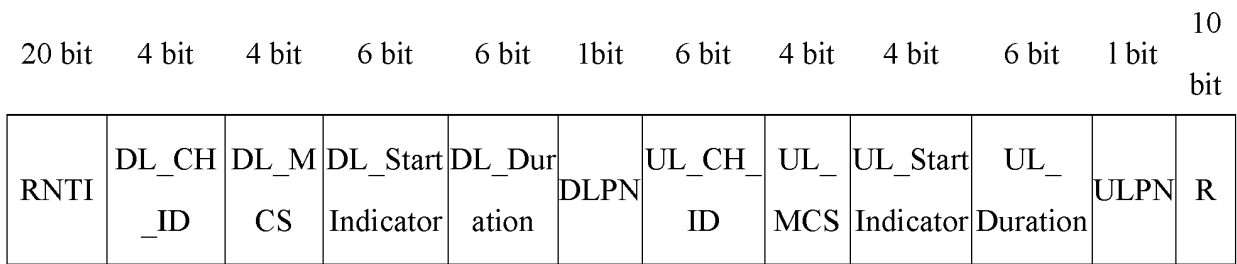 10
20 bit 4 bit 4 bit 6 bit 6 bit 1bit 6 bit 4 bit 4 bit 6 bit 1 bit
bit
DL_CH DL_M DL_Start DL_Dur UL_CH_ UL_ UL_Start UL_
RNTI DLPN ULPN R
_ID CS Indicator ation ID MCS Indicator Duration